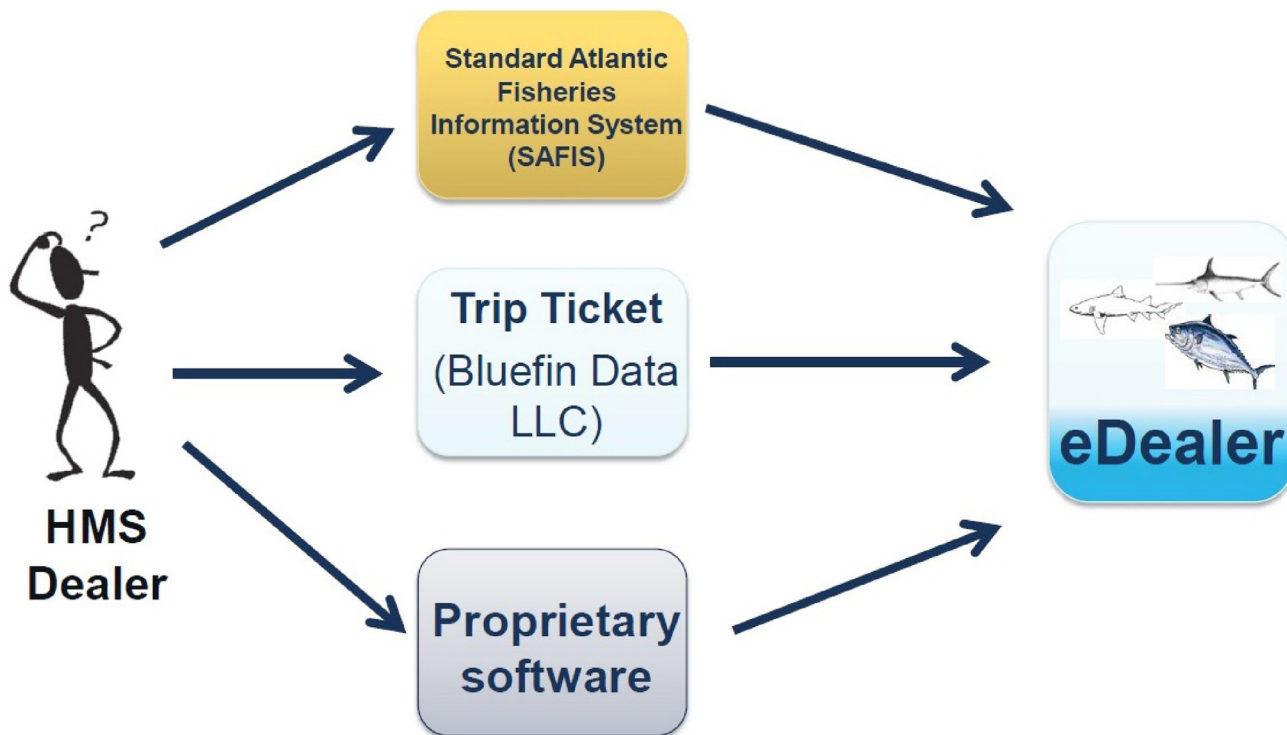 Standard Atlantic
Fisheries
Information System
(SAFIS)
?
HMS
Dealer
Trip Ticket
(Bluefin Data
LLC)
eDealer
Proprietary
software